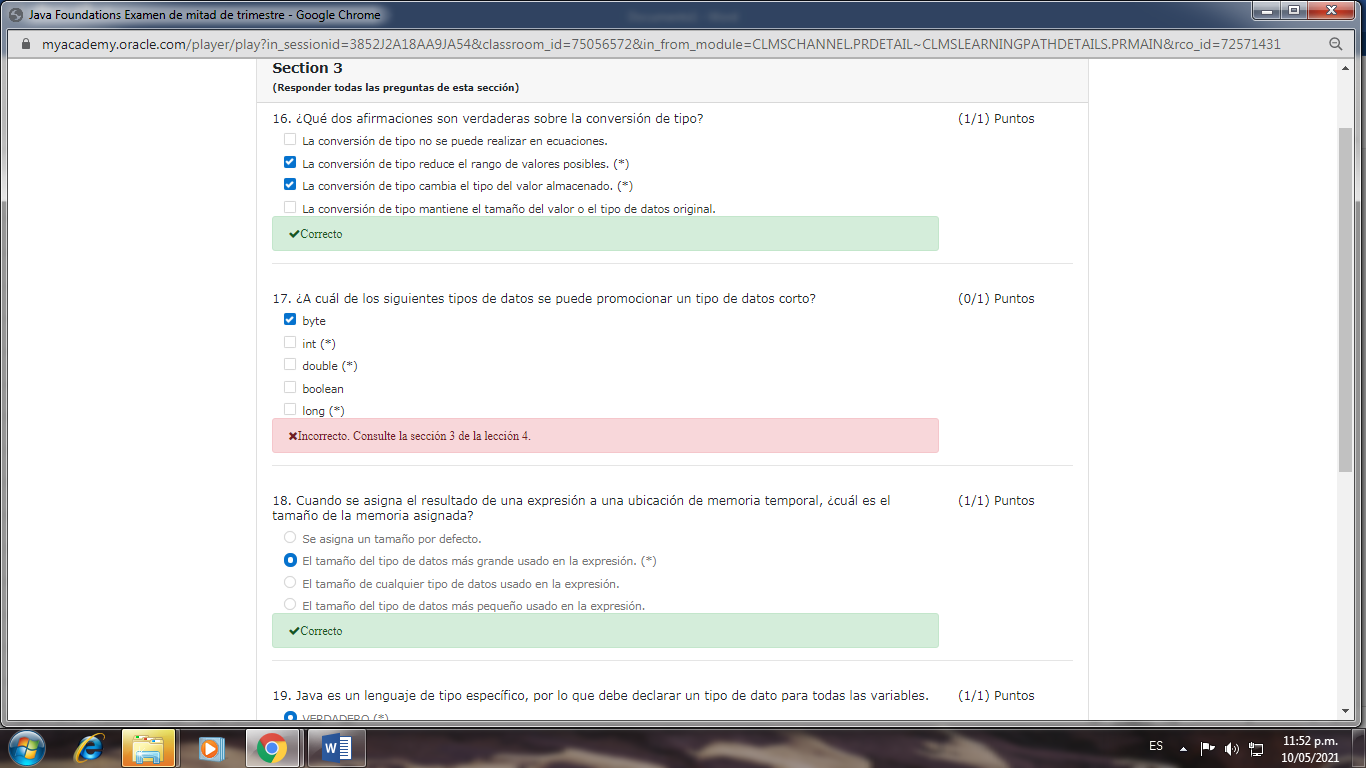 Java Foundations Examen de mitad de trimestre - Google Chrome
myacademy.oracle.com/player/play?in_sessionid=3852J2A18AA9JA54&classroom_id=75056572&in_from_module=CLMSCHANNEL.PRDETAIL~CLMSLEARNINGPATHDETAILS.PRMAIN&rco_id=72571431
Section 3
(Responder todas las preguntas de esta sección)
16. ¿Qué dos afirmaciones son verdaderas sobre la conversión de tipo? (1/1) Puntos
La conversión de tipo no se puede realizar en ecuaciones.
La conversión de tipo reduce el rango de valores posibles. (*)
La conversión de tipo cambia el tipo del valor almacenado. (*)
La conversión de tipo mantiene el tamaño del valor o el tipo de datos original.
Correcto
17. ¿A cuál de los siguientes tipos de datos se puede promocionar un tipo de datos corto? (0/1) Puntos
byte
int (*)
double (*)
boolean
long (*)
Incorrecto. Consulte la sección 3 de la lección 4.
18. Cuando se asigna el resultado de una expresión a una ubicación de memoria temporal, ¿cuál es el (1/1) Puntos
tamaño de la memoria asignada?
Se asigna un tamaño por defecto.
El tamaño del tipo de datos más grande usado en la expresión. (*)
El tamaño de cualquier tipo de datos usado en la expresión.
El tamaño del tipo de datos más pequeño usado en la expresión.
Correcto
19. Java es un lenguaje de tipo específico, por lo que debe declarar un tipo de dato para todas las variables. (1/1) Puntos
VERDADERO (*)
ES
11:52 p.m.
10/05/2021